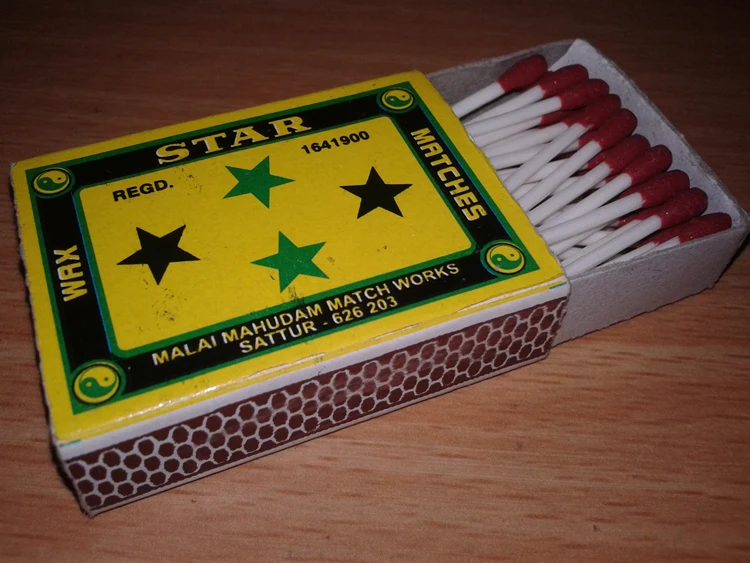 STAR
REGD. 1641900
WAX
MATCHES
MALAI MAHUDAM MATCH WORKS
SATTUR - 626 203